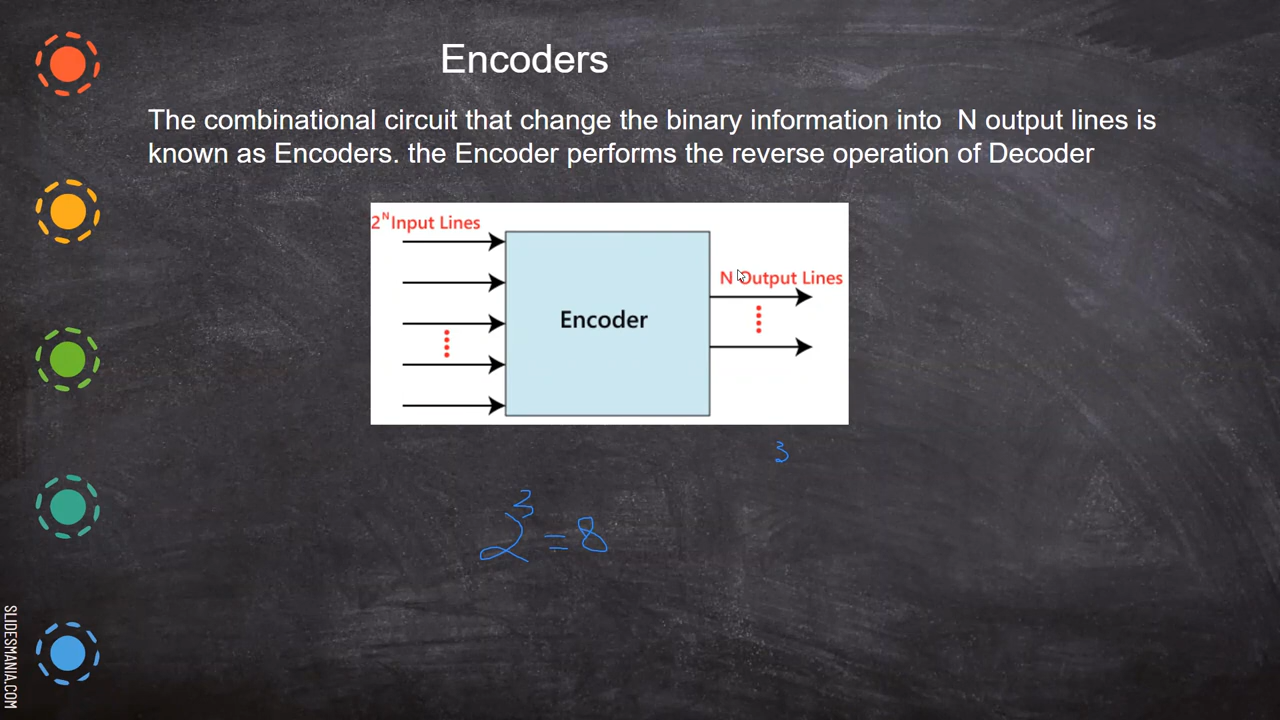 Encoders
The combinational circuit that change the binary information into N output lines is
known as Encoders. the Encoder performs the reverse operation of Decoder
2^N Input Lines
N Output Lines
Encoder
3
2^3 = 8
SLIDESMANIA.COM